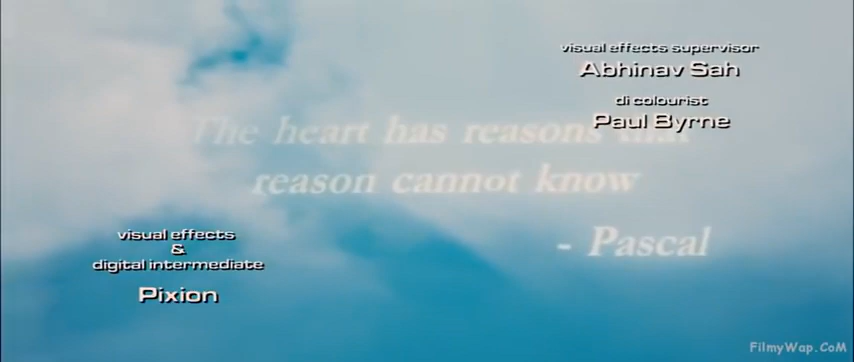 visual effects supervisor
Abhinav Sah
di colourist
Paul Byrne
The heart has reasons that
reason cannot know
- Pascal
visual effects
&
digital intermediate
Pixion
FilmyWap.CoM